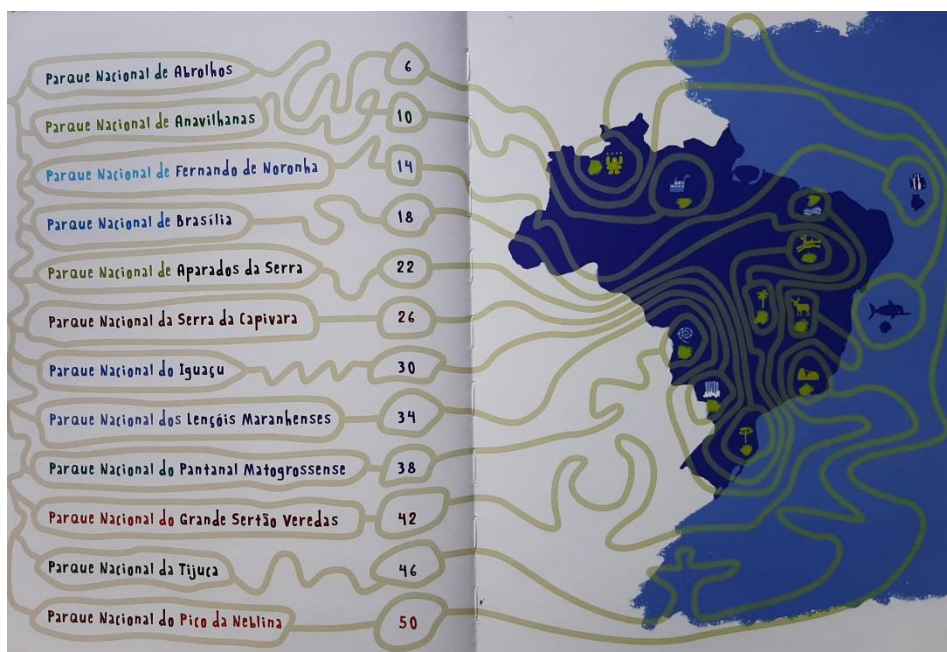 Parque Nacional de Abrolhos 6
Parque Nacional de Anavilhanas 10
Parque Nacional de Fernando de Noronha 14
Parque Nacional de Brasília 18
Parque Nacional de Aparados da Serra 22
Parque Nacional da Serra da Capivara 26
Parque Nacional do Iguaçu 30
Parque Nacional dos Lençóis Maranhenses 34
Parque Nacional do Pantanal Matogrossense 38
Parque Nacional do Grande Sertão Veredas 42
Parque Nacional da Tijuca 46
Parque Nacional do Pico da Neblina 50